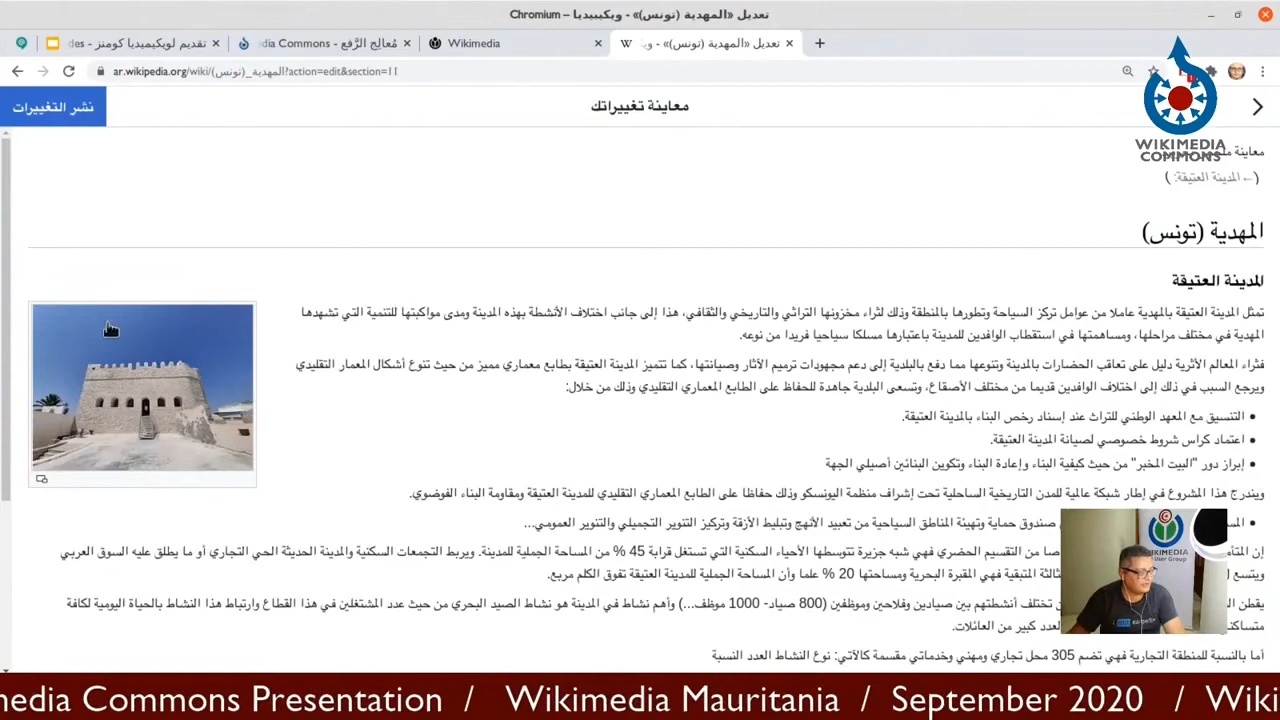 تعديل «المهدية (تونس)» - ويكيبيديا – Chromium
تقديم لويكيميديا كومنز - des
مُعالِج الرَّفع - dia Commons
Wikimedia
تعديل «المهدية (تونس)» - وي
ar.wikipedia.org/wiki/المهدية_(تونس)?action=edit&section=11
معاينة تغييراتك
نشر التغييرات
WIKIMEDIA
COMMONS
معاينة
(← المدينة العتيقة: )
المهدية (تونس)
المدينة العتيقة
تمثل المدينة العتيقة بالمهدية عاملا من عوامل تركز السياحة وتطورها بالمنطقة وذلك لثراء مخزونها التراثي والتاريخي والثقافي، هذا إلى جانب اختلاف الأنشطة بهذه المدينة ومدى مواكبتها للتنمية التي تشهدها
المهدية في مختلف مراحلها، ومساهمتها في استقطاب الوافدين للمدينة باعتبارها مسلكا سياحيا فريدا من نوعه.
فثراء المعالم الأثرية دليل على تعاقب الحضارات بالمدينة وتنوعها مما دفع بالبلدية إلى دعم مجهودات ترميم الآثار وصيانتها، كما تتميز المدينة العتيقة بطابع معماري مميز من حيث تنوع أشكال المعمار التقليدي
ويرجع السبب في ذلك إلى اختلاف الوافدين قديما من مختلف الأصقاع، وتسعى البلدية جاهدة للحفاظ على الطابع المعماري التقليدي وذلك من خلال:
• التنسيق مع المعهد الوطني للتراث عند إسناد رخص البناء بالمدينة العتيقة.
• اعتماد كراس شروط خصوصي لصيانة المدينة العتيقة.
• إبراز دور "البيت المخبر" من حيث كيفية البناء وإعادة البناء وتكوين البنائين أصيلي الجهة
ويندرج هذا المشروع في إطار شبكة عالمية للمدن التاريخية الساحلية تحت إشراف منظمة اليونسكو وذلك حفاظا على الطابع المعماري التقليدي للمدينة العتيقة ومقاومة البناء الفوضوي.
صندوق حماية وتهيئة المناطق السياحية من تعبيد الأنهج وتبليط الأزقة وتركيز التنوير التجميلي والتنوير العمومي...
إن من التقسيم الحضري فهي شبه جزيرة تتوسطها الأحياء السكنية التي تستغل قرابة 45 % من المساحة الجملية للمدينة. ويربط التجمعات السكنية والمدينة الحديثة الحي التجاري أو ما يطلق عليه السوق العربي
المتبقية فهي المقبرة البحرية ومساحتها 20 % علما وأن المساحة الجملية للمدينة العتيقة تفوق الكلم مربع.
يقطن تختلف أنشطتهم بين صيادين وفلاحين وموظفين (800 صياد- 1000 موظف...) وأهم نشاط في المدينة هو نشاط الصيد البحري من حيث عدد المشتغلين في هذا القطاع وارتباط هذا النشاط بالحياة اليومية لكافة
لعدد كبير من العائلات.
أما بالنسبة للمنطقة التجارية فهي تضم 305 محل تجاري ومهني وخدماتي مقسمة كالآتي: نوع النشاط العدد النسبة
WIKIMEDIA
User Group
media Commons Presentation / Wikimedia Mauritania / September 2020 / Wiki